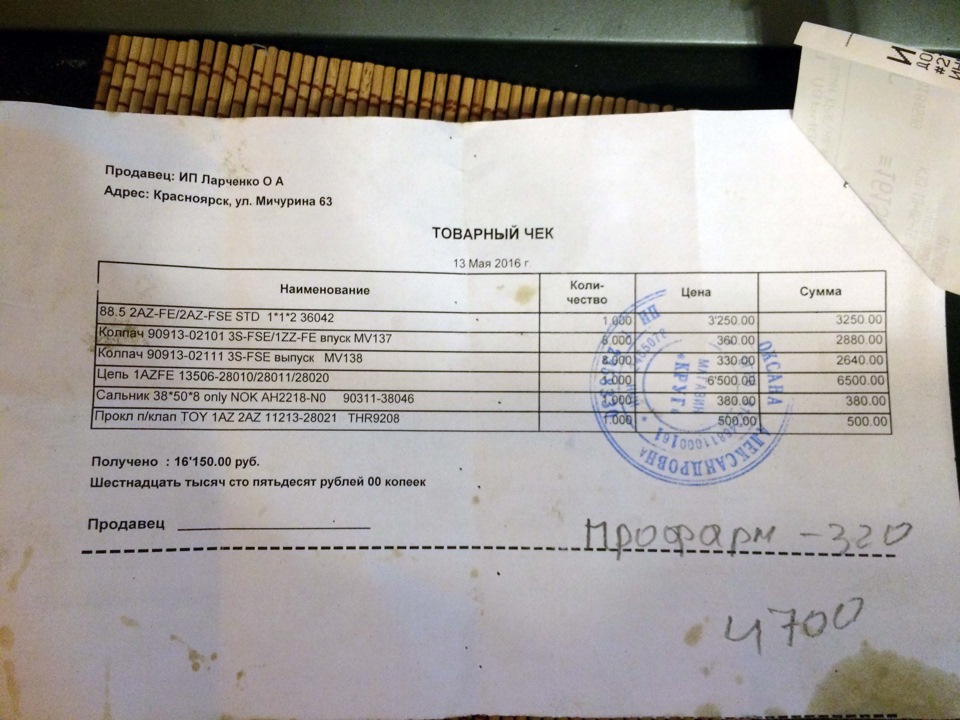 Продавец: ИП Ларченко О А
Адрес: Красноярск, ул. Мичурина 63
ТОВАРНЫЙ ЧЕК
13 Мая 2016 г.
Наименование Коли-чество Цена Сумма
88.5 2AZ-FE/2AZ-FSE STD 1*1*2 36042 1.000 3'250.00 3250.00
Колпач 90913-02101 3S-FSE/1ZZ-FE впуск MV137 8.000 360.00 2880.00
Колпач 90913-02111 3S-FSE выпуск MV138 8.000 330.00 2640.00
Цепь 1AZFE 13506-28010/28011/28020 1.000 6'500.00 6500.00
Сальник 38*50*8 only NOK AH2218-N0 90311-38046 1.000 380.00 380.00
Прокл п/клап TOY 1AZ 2AZ 11213-28021 THR9208 1.000 500.00 500.00
ОКСАНА АЛЕКСАНДРОВНА
МАГАЗИН
«КРУГ»
Получено : 16'150.00 руб.
Шестнадцать тысяч сто пятьдесят рублей 00 копеек
Продавец
Профарм - 320
4700